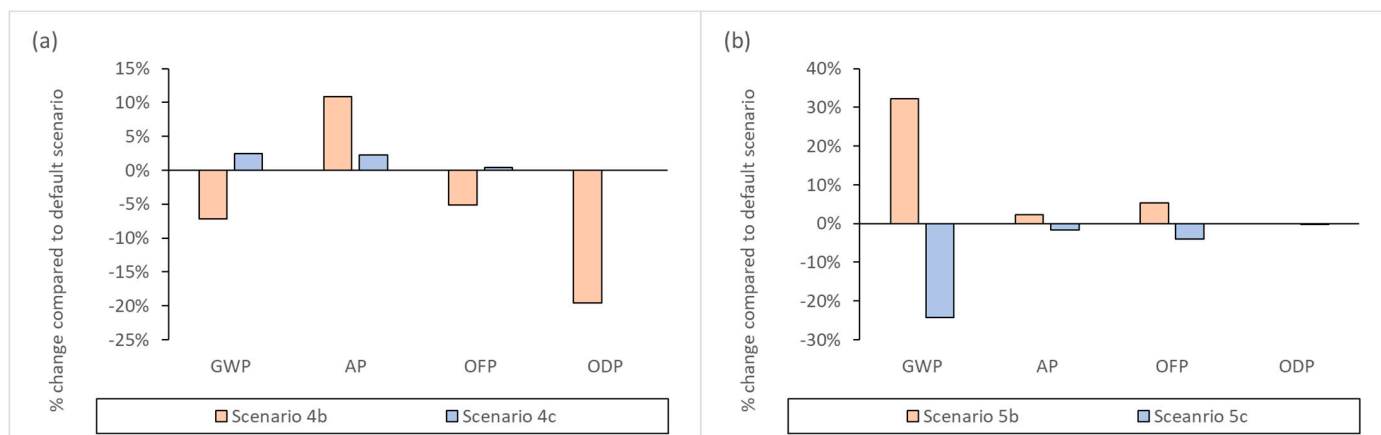 (a)
% change compared to default scenario
15%
10%
5%
0%
-5%
-10%
-15%
-20%
-25%
GWP AP OFP ODP
Scenario 4b Scenario 4c
(b)
% change compared to default scenario
40%
30%
20%
10%
0%
-10%
-20%
-30%
GWP AP OFP ODP
Scenario 5b Sceanrio 5c